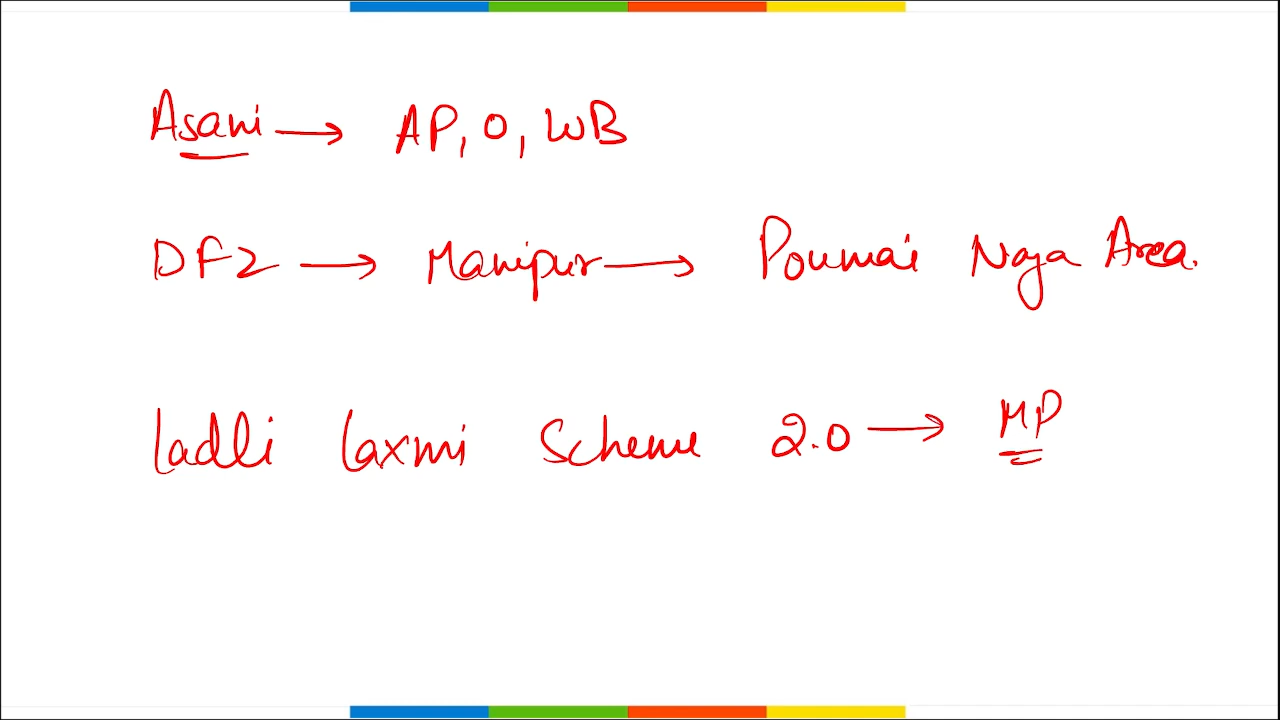 Asani → AP, O, WB
DFZ → Manipur → Poumai Naga Area.
Ladli Laxmi Scheme 2.0 → MP